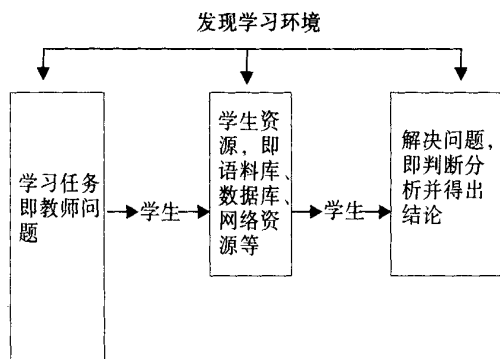 发现学习环境
学习任务
即教师问
题
学生
学生资
源，即
语料库、
数据库、
网络资
源等
学生
解决问题，
即判断分
析并得出
结论